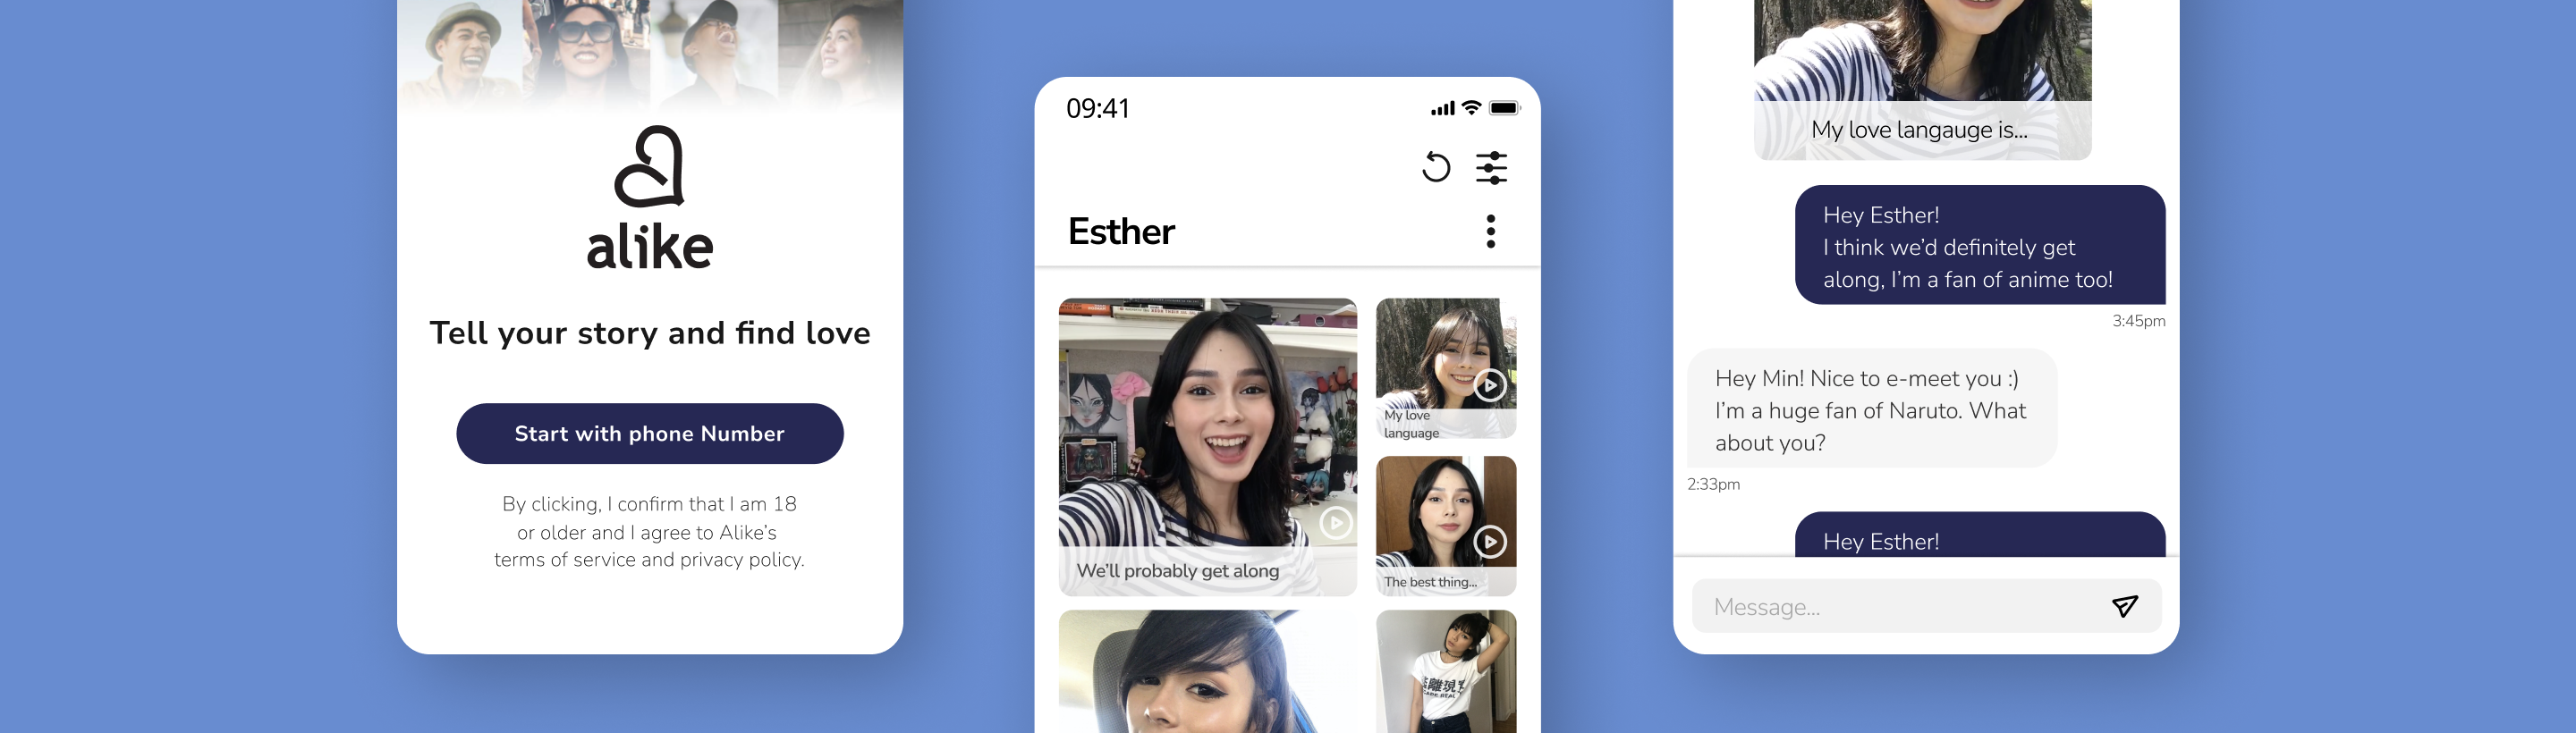 alike
Tell your story and find love
Start with phone Number
By clicking, I confirm that I am 18
or older and I agree to Alike’s
terms of service and privacy policy.
09:41
Esther
We’ll probably get along
My love
language
The best thing...
My love langauge is...
Hey Esther!
I think we’d definitely get
along, I’m a fan of anime too!
3:45pm
Hey Min! Nice to e-meet you :)
I’m a huge fan of Naruto. What
about you?
2:33pm
Hey Esther!
Message...